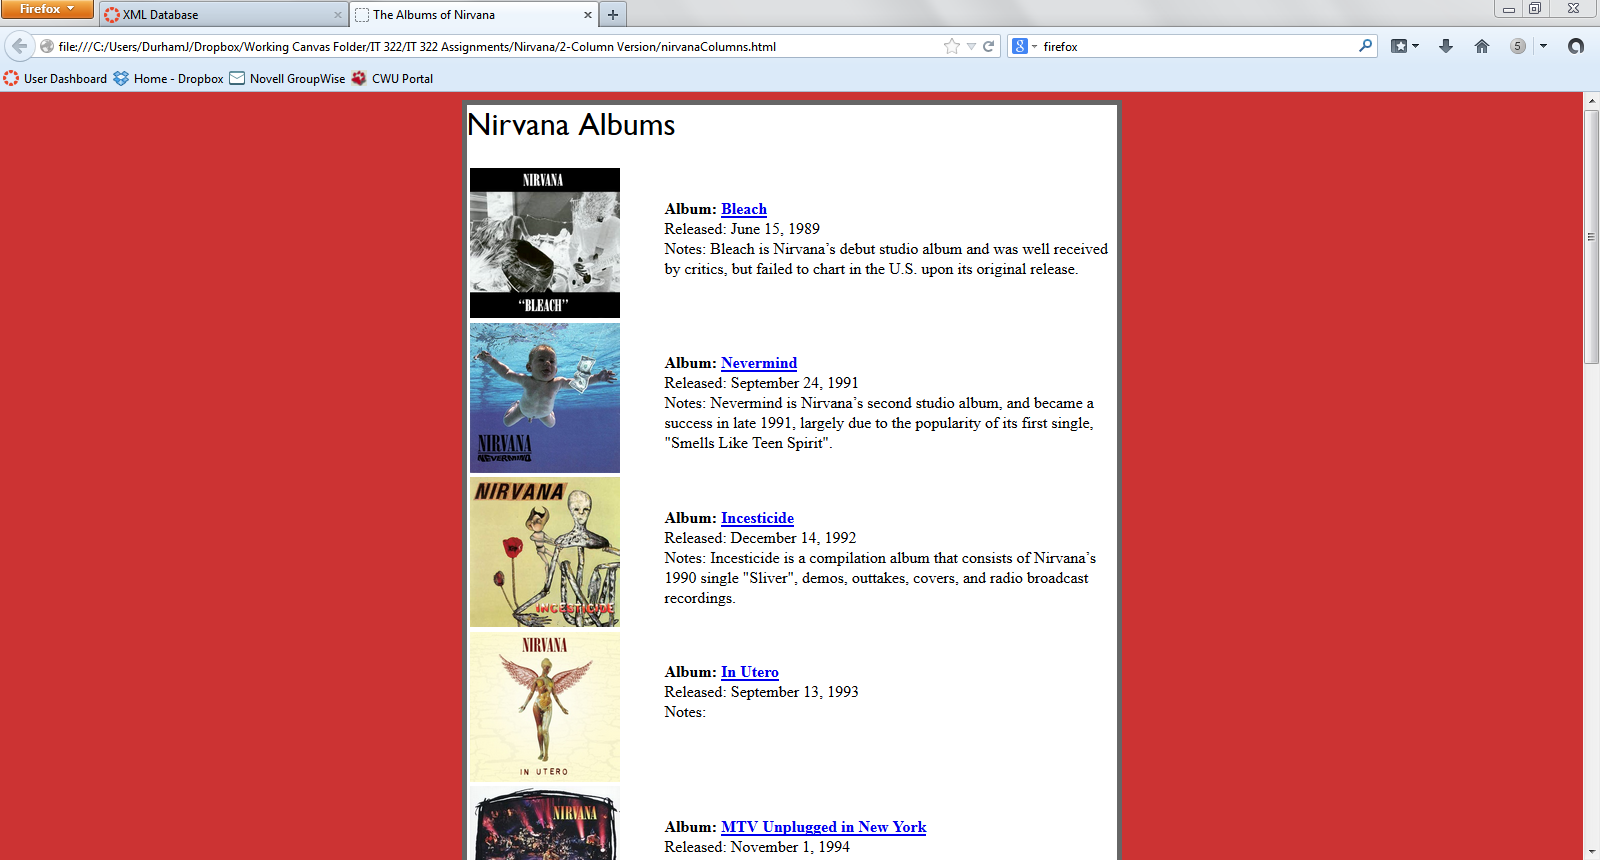 Firefox
XML Database
The Albums of Nirvana
file:///C:/Users/DurhamJ/Dropbox/Working Canvas Folder/IT 322/IT 322 Assignments/Nirvana/2-Column Version/nirvanaColumns.html
8
firefox
5
User Dashboard
Home - Dropbox
Novell GroupWise
CWU Portal
Nirvana Albums
NIRVANA
"BLEACH"
Album: Bleach
Released: June 15, 1989
Notes: Bleach is Nirvana’s debut studio album and was well received
by critics, but failed to chart in the U.S. upon its original release.
NIRVANA
NEVERMIND
Album: Nevermind
Released: September 24, 1991
Notes: Nevermind is Nirvana’s second studio album, and became a
success in late 1991, largely due to the popularity of its first single,
"Smells Like Teen Spirit".
NIRVANA
INCESTICIDE
Album: Incesticide
Released: December 14, 1992
Notes: Incesticide is a compilation album that consists of Nirvana’s
1990 single "Sliver", demos, outtakes, covers, and radio broadcast
recordings.
NIRVANA
IN UTERO
Album: In Utero
Released: September 13, 1993
Notes:
NIRVANA
Album: MTV Unplugged in New York
Released: November 1, 1994